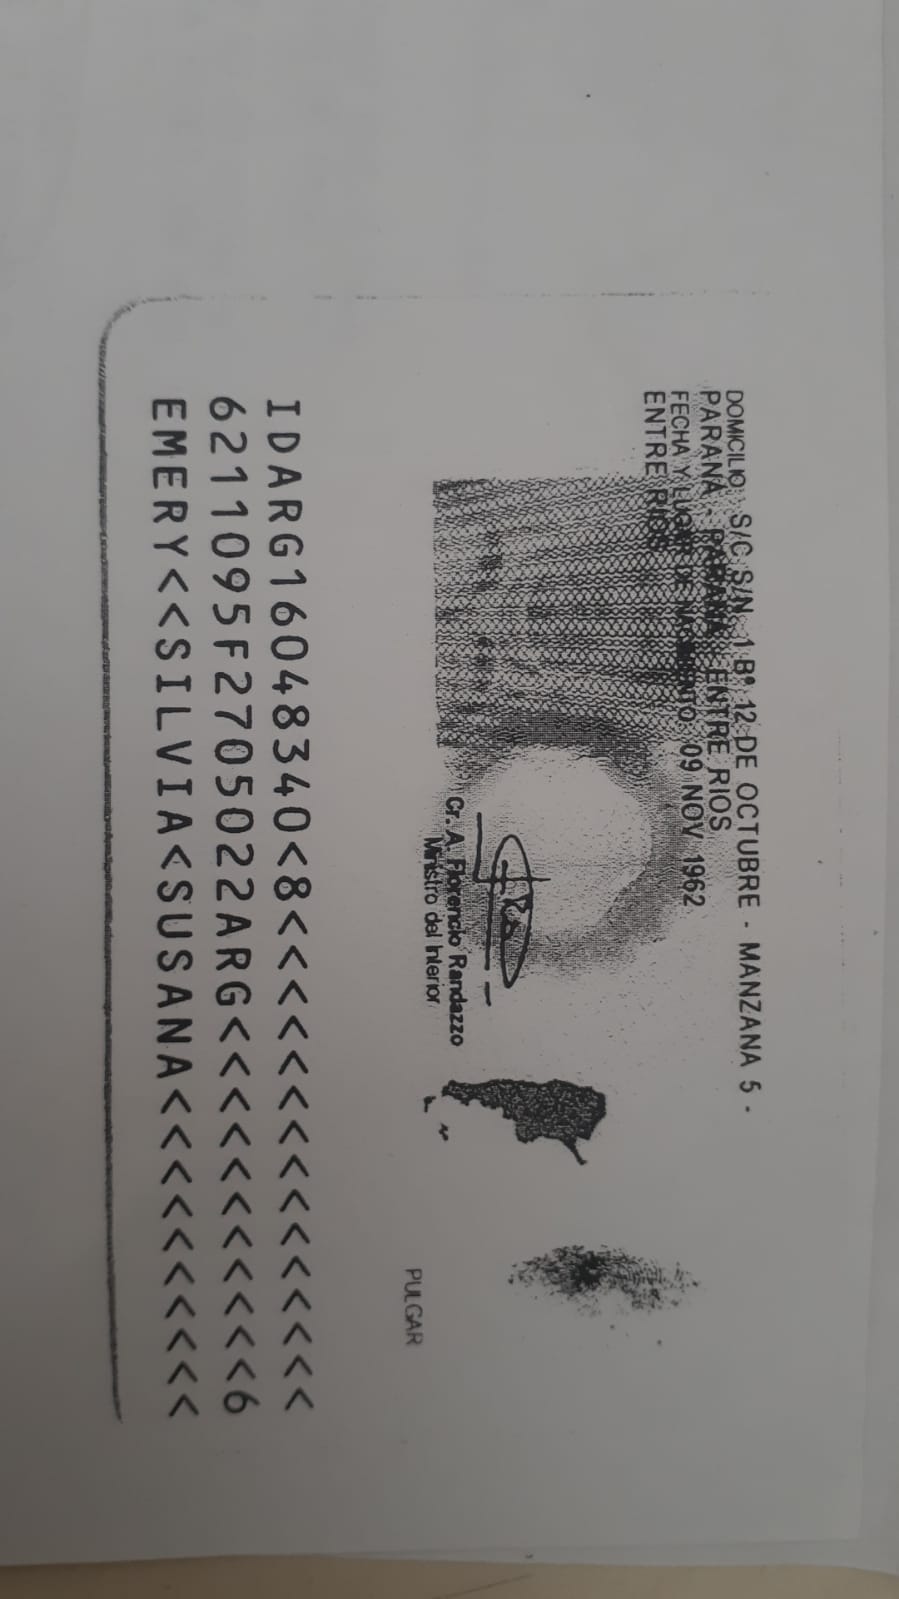 DOMICILIO S/C S/N 1 Bº 12 DE OCTUBRE - MANZANA 5 -
PARANÁ - PARANÁ ENTRE RIOS
FECHA Y LUGAR DE NACIMIENTO: 09 NOV 1962
ENTRE RIOS
Cr. A. Florencio Randazzo
Ministro del Interior
PULGAR
IDARG16048340<8<<<<<<<<<<<<<<<
6211095F2705022ARG<<<<<<<<<<<6
EMERY<<SILVIA<SUSANA<<<<<<<<<<